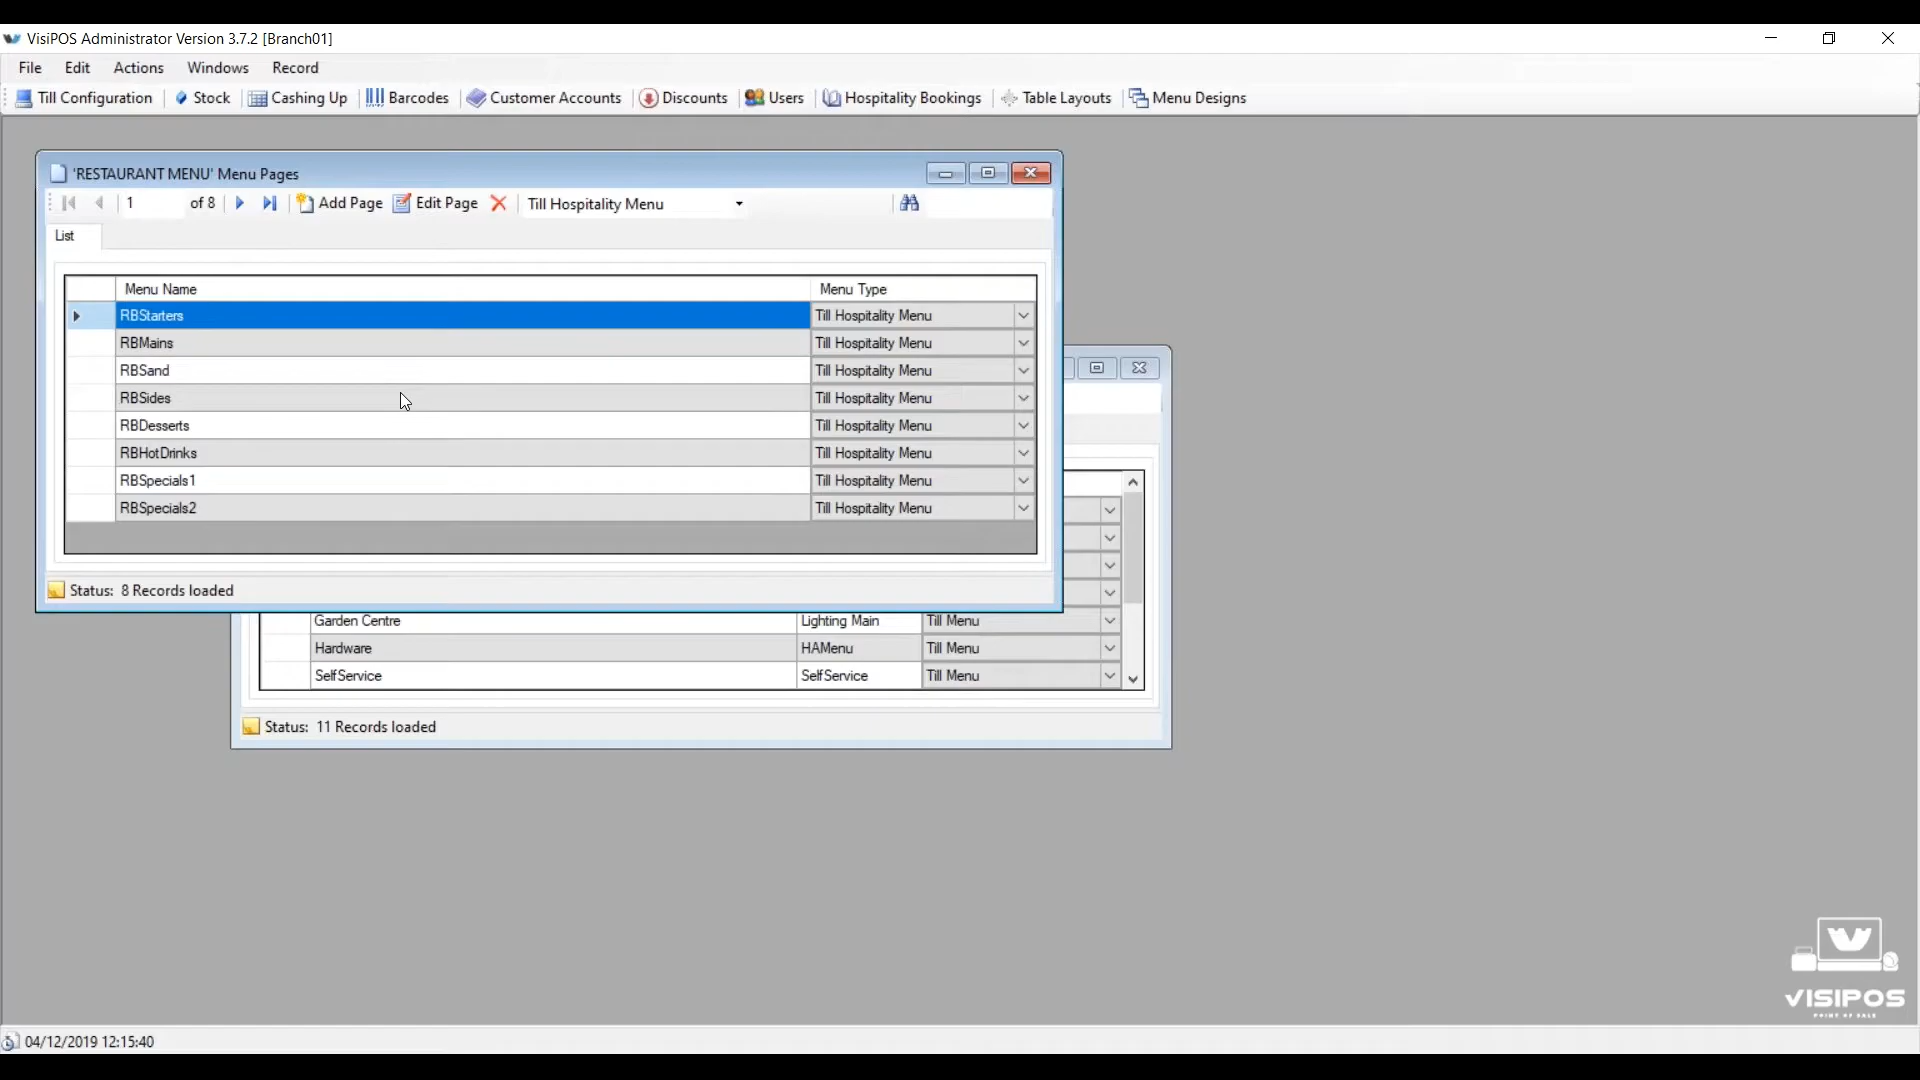 VisiPOS Administrator Version 3.7.2 [Branch01]
File Edit Actions Windows Record
Till Configuration Stock Cashing Up Barcodes Customer Accounts Discounts Users Hospitality Bookings Table Layouts Menu Designs
'RESTAURANT MENU' Menu Pages
1 of 8 Add Page Edit Page Till Hospitality Menu
List
Menu Name Menu Type
RBStarters Till Hospitality Menu
RBMains Till Hospitality Menu
RBSand Till Hospitality Menu
RBSides Till Hospitality Menu
RBDesserts Till Hospitality Menu
RBHotDrinks Till Hospitality Menu
RBSpecials1 Till Hospitality Menu
RBSpecials2 Till Hospitality Menu
Status: 8 Records loaded
Garden Centre Lighting Main Till Menu
Hardware HAMenu Till Menu
SelfService SelfService Till Menu
Status: 11 Records loaded
VISIPOS
POINT OF SALE
04/12/2019 12:15:40